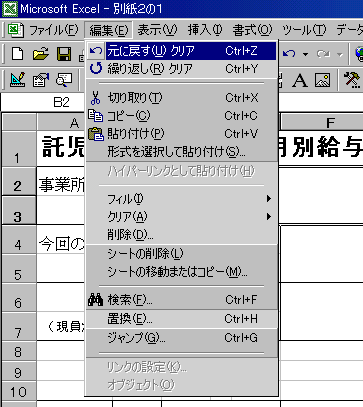 Microsoft Excel - 別紙2の1
ファイル(F) 編集(E) 表示(V) 挿入(I) 書式(O) ツール(T) デー
元に戻す(U) クリア Ctrl+Z
繰り返し(R) クリア Ctrl+Y
切り取り(T) Ctrl+X
コピー(C) Ctrl+C
貼り付け(P) Ctrl+V
形式を選択して貼り付け(S)...
ハイパーリンクとして貼り付け(H)
フィル(I)
クリア(A)
削除(D)...
シートの削除(L)
シートの移動またはコピー(M)...
検索(F)... Ctrl+F
置換(E)... Ctrl+H
ジャンプ(G)... Ctrl+G
リンクの設定(K)...
オブジェクト(O)
B2
A F
1 託児 月別給与
2 事業所
3
4 今回の
5
6
7 (現員
8
9
10